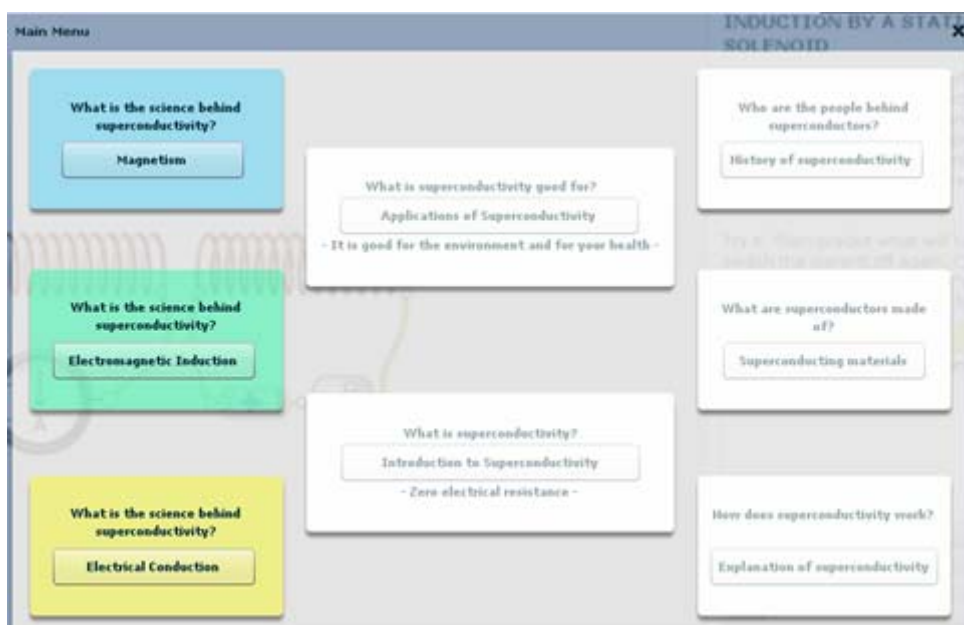 Main Menu
INDUCTION BY A STATI
SOLENOID
x
What is the science behind
superconductivity?
Magnetism
What is superconductivity good for?
Applications of Superconductivity
- It is good for the environment and for your health -
Who are the people behind
superconductors?
History of superconductivity
What is the science behind
superconductivity?
Electromagnetic Induction
What are superconductors made
of?
Superconducting materials
A
What is superconductivity?
Introduction to Superconductivity
- Zero electrical resistance -
What is the science behind
superconductivity?
Electrical Conduction
How does superconductivity work?
Explanation of superconductivity